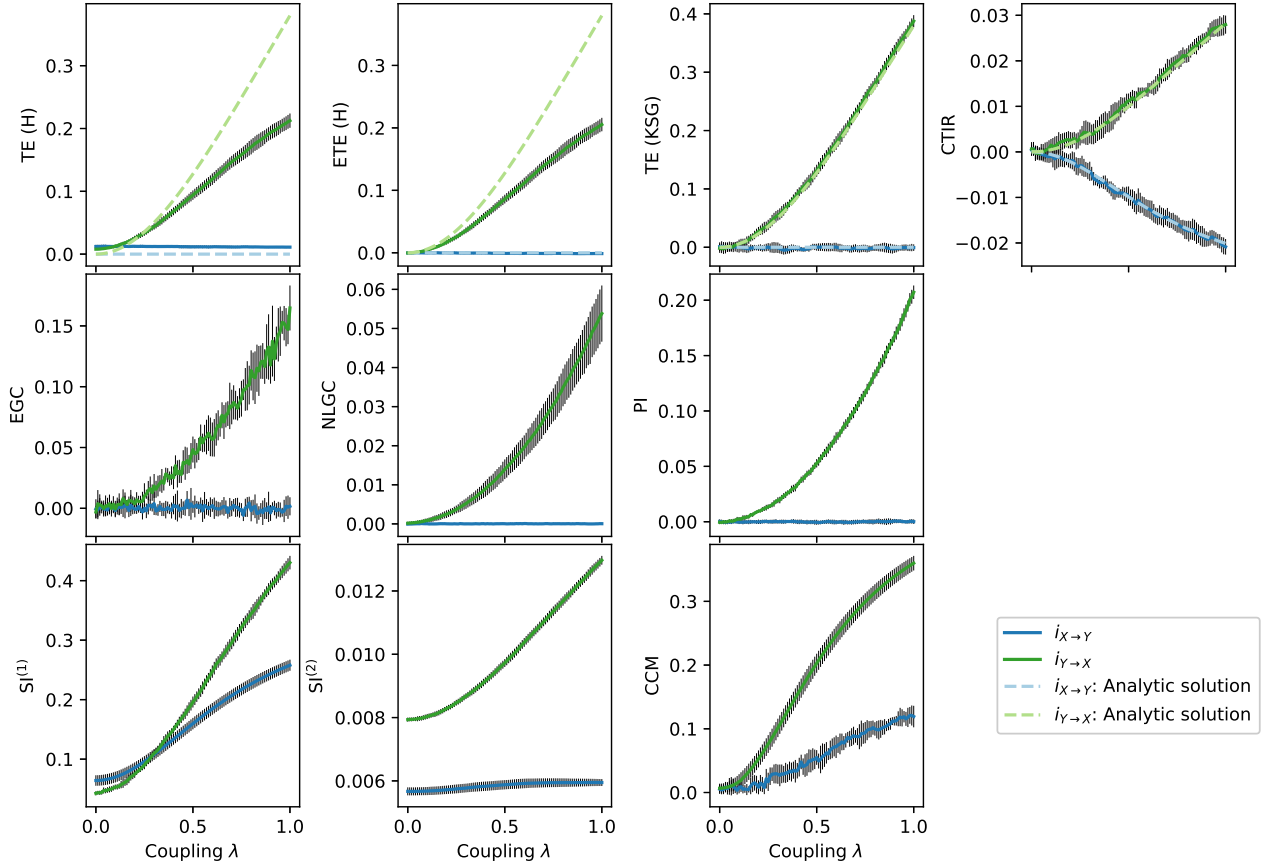 TE (H)
0.3
0.2
0.1
0.0
ETE (H)
0.3
0.2
0.1
0.0
TE (KSG)
0.4
0.3
0.2
0.1
0.0
CTIR
0.03
0.02
0.01
0.00
−0.01
−0.02
EGC
0.15
0.10
0.05
0.00
NLGC
0.06
0.05
0.04
0.03
0.02
0.01
0.00
PI
0.20
0.15
0.10
0.05
0.00
SI⁽¹⁾
0.4
0.3
0.2
0.1
0.0 0.5 1.0
Coupling λ
SI⁽²⁾
0.012
0.010
0.008
0.006
0.0 0.5 1.0
Coupling λ
CCM
0.3
0.2
0.1
0.0
0.0 0.5 1.0
Coupling λ
i_{X→Y}
i_{Y→X}
i_{X→Y}: Analytic solution
i_{Y→X}: Analytic solution